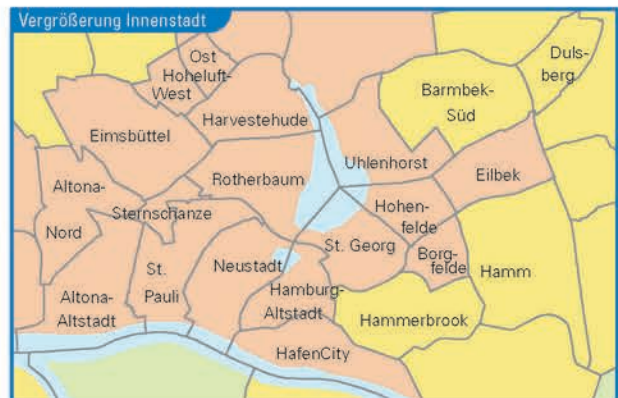 Vergrößerung Innenstadt
Ost
Hoheluft-
West
Duls-
berg
Barmbek-
Süd
Harvestehude
Eimsbüttel
Uhlenhorst
Rotherbaum
Eilbek
Altona-
Nord
Sternschanze
Hohen-
felde
St. Georg
Borg-
felde
St.
Pauli
Neustadt
Hamm
Altona-
Altstadt
Hamburg-
Altstadt
Hammerbrook
HafenCity